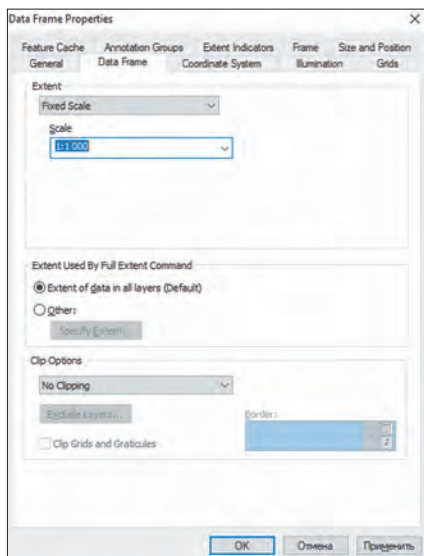 Data Frame Properties
Feature Cache Annotation Groups Extent Indicators Frame Size and Position
General Data Frame Coordinate System Illumination Grids
Extent
Fixed Scale
Scale
1:1 000
Extent Used By Full Extent Command
Extent of data in all layers (Default)
Other:
Specify Extent...
Clip Options
No Clipping
Exclude Layers...
Border:
Clip Grids and Graticules
OK Отмена Применить